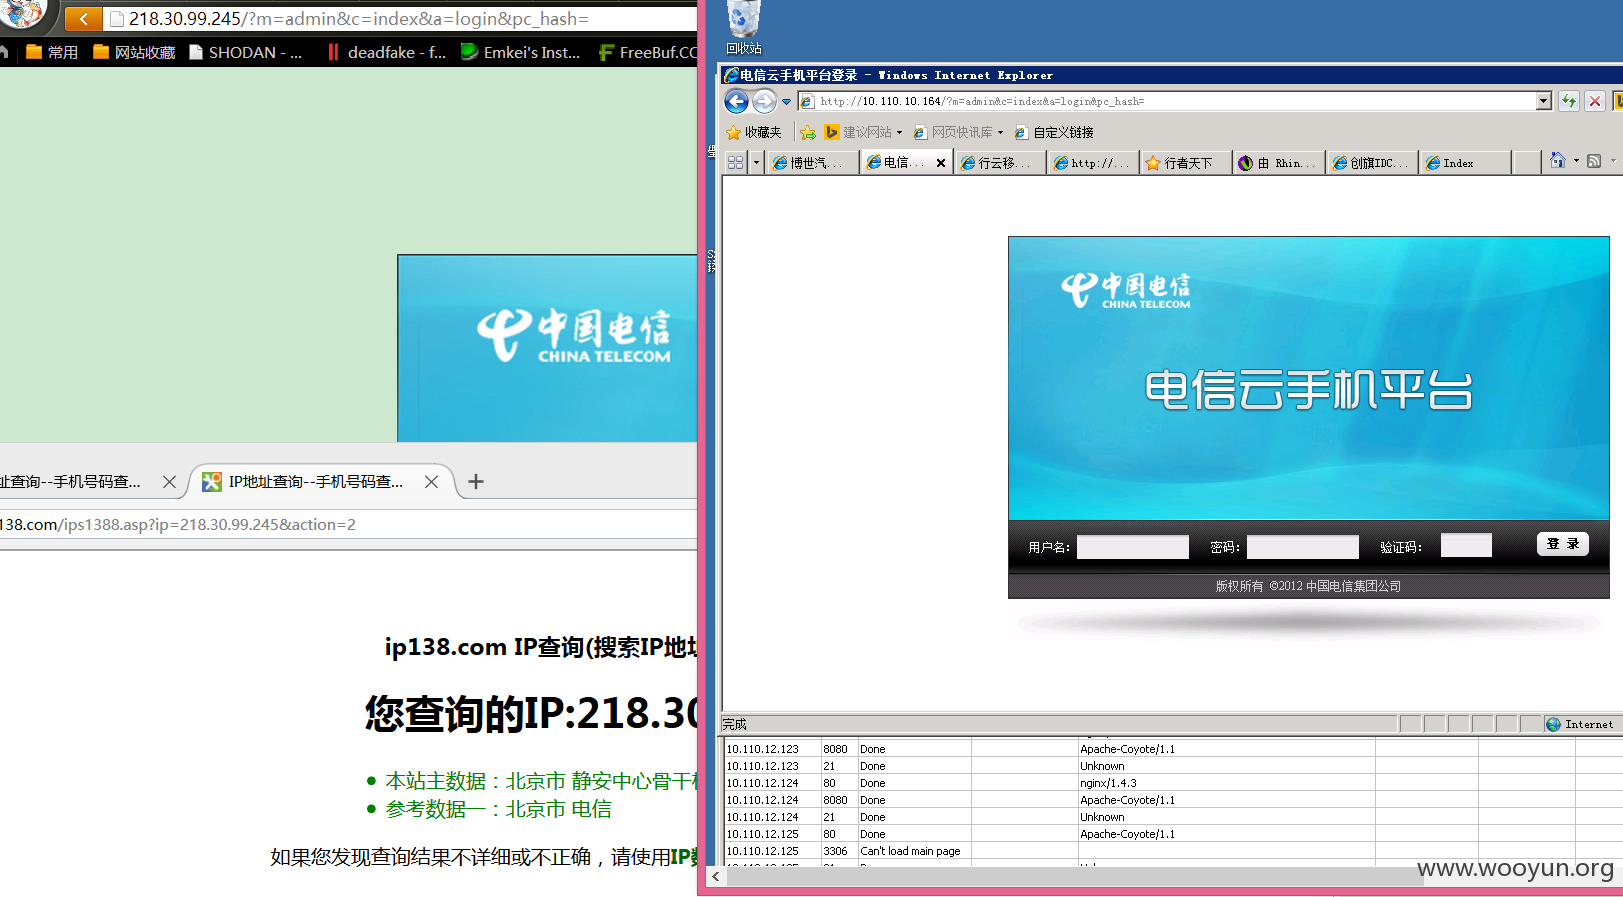 218.30.99.245/?m=admin&c=index&a=login&pc_hash=
常用 网站收藏 SHODAN - ... deadfake - f... Emkei's Inst... FreeBuf.CC
中国电信
CHINA TELECOM
址查询--手机号码查... IP地址查询--手机号码查...
138.com/ips1388.asp?ip=218.30.99.245&action=2
ip138.com IP查询(搜索IP地
您查询的IP:218.30
本站主数据：北京市 静安中心骨干
参考数据一：北京市 电信
如果您发现查询结果不详细或不正确，请使用IP数
回收站
电信云手机平台登录 - Windows Internet Explorer
http://10.110.10.164/?m=admin&c=index&a=login&pc_hash=
收藏夹 建议网站 网页快讯库 自定义链接
博世汽... 电信... 行云移... http://... 行者天下 由 Rhin... 创旗IDC... Index
中国电信
CHINA TELECOM
电信云手机平台
用户名： 密码： 验证码： 登 录
版权所有 ©2012 中国电信集团公司
完成 Internet
10.110.12.123 8080 Done Apache-Coyote/1.1
10.110.12.123 21 Done Unknown
10.110.12.124 80 Done nginx/1.4.3
10.110.12.124 8080 Done Apache-Coyote/1.1
10.110.12.124 21 Done Unknown
10.110.12.125 80 Done Apache-Coyote/1.1
10.110.12.125 3306 Can't load main page
www.wooyun.org